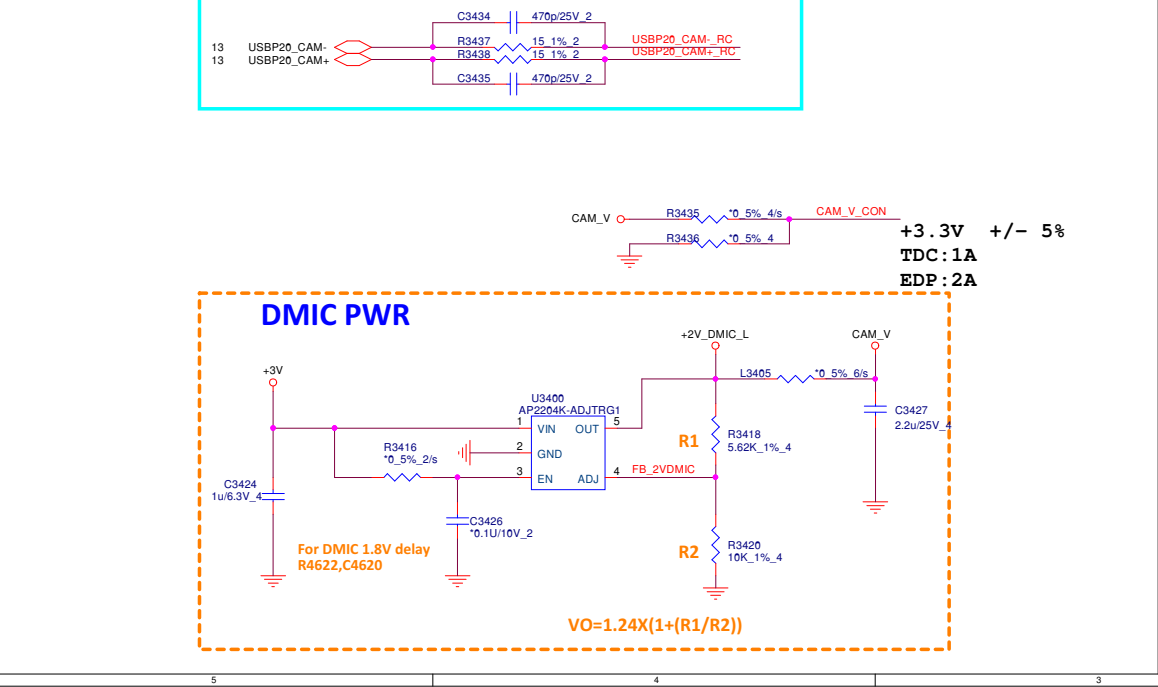 C3434 470p/25V_2
13 USBP20_CAM- R3437 15_1%_2 USBP20_CAM-_RC
13 USBP20_CAM+ R3438 15_1%_2 USBP20_CAM+_RC
C3435 470p/25V_2
CAM_V R3435 *0_5%_4/s CAM_V_CON
R3436 *0_5%_4
+3.3V +/- 5%
TDC:1A
EDP:2A
DMIC PWR
+2V_DMIC_L CAM_V
+3V
L3405 *0_5%_6/s
U3400
AP2204K-ADJTRG1
1 VIN OUT 5
C3427
2.2u/25V_4
R1 R3418
5.62K_1%_4
R3416
*0_5%_2/s
2 GND
3 EN ADJ 4 FB_2VDMIC
C3424
1u/6.3V_4
C3426
*0.1U/10V_2
For DMIC 1.8V delay
R4622,C4620
R2 R3420
10K_1%_4
VO=1.24X(1+(R1/R2))
5 4 3